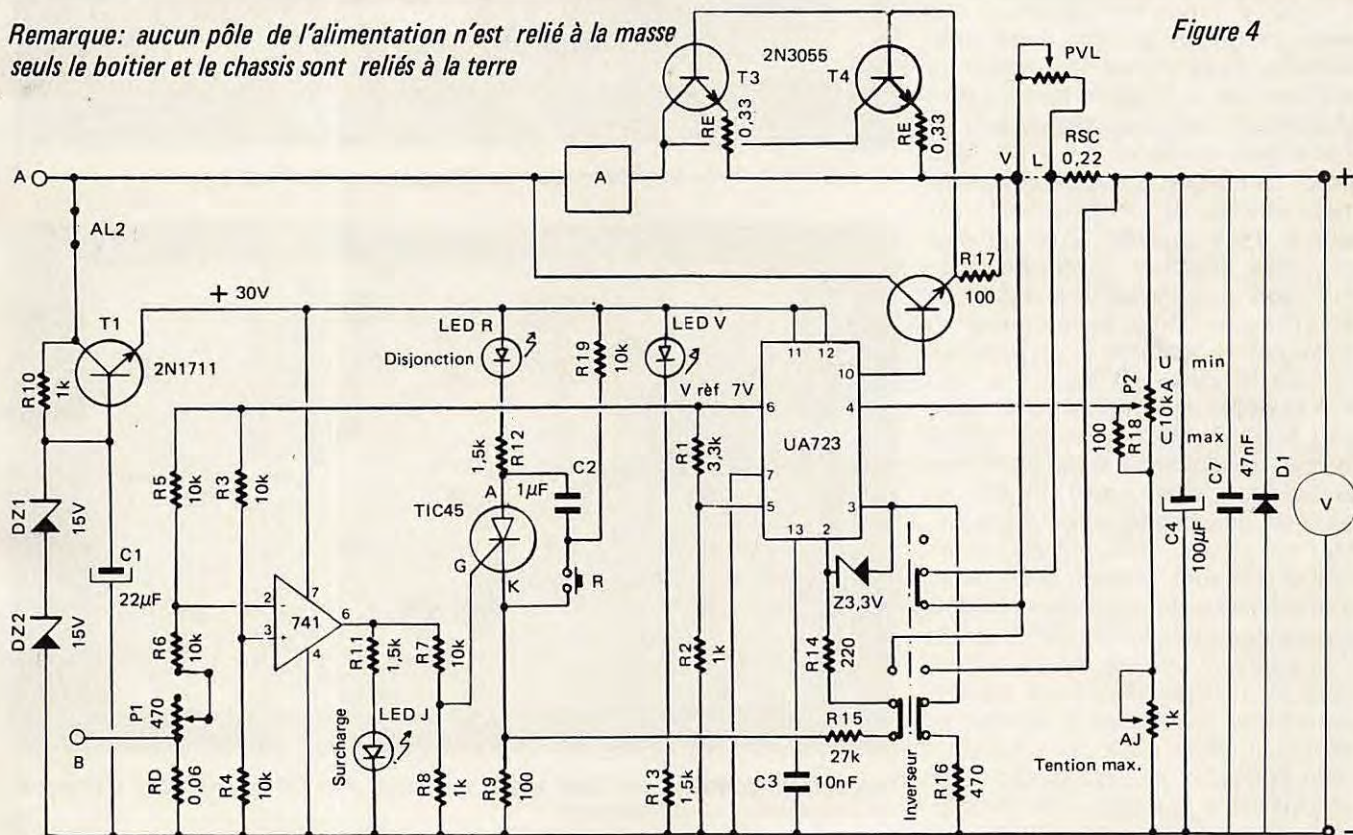 Remarque: aucun pôle de l'alimentation n'est relié à la masse
seuls le boitier et le chassis sont reliés à la terre
Figure 4
2N3055
T3
T4
PVL
RE
0,33
RE
0,33
RSC
0,22
V
L
+
A
A
AL2
R17
100
+ 30V
T1
2N1711
R10
1k
LED R
Disjonction
R19
10k
LED V
11
12
10
V rèf 7V
6
4
UA723
7
5
3
13
2
P2
U min
10kA
U max
100
R18
C7
47nF
D1
V
C4
100µF
R5
10k
R3
10k
R12
1,5k
C2
1µF
A
TIC45
G
K
R
R1
3,3k
DZ1
15V
C1
22µF
DZ2
15V
2
-
3
+
741
7
6
4
R6
10k
R11
1,5k
R7
10k
R2
1k
Z3,3V
R14
220
P1
470
B
LED J
Surcharge
R15
27k
AJ
1k
Tention max.
RD
0,06
R4
10k
R8
1k
R9
100
R13
1,5k
C3
10nF
Inverseur
R16
470
-